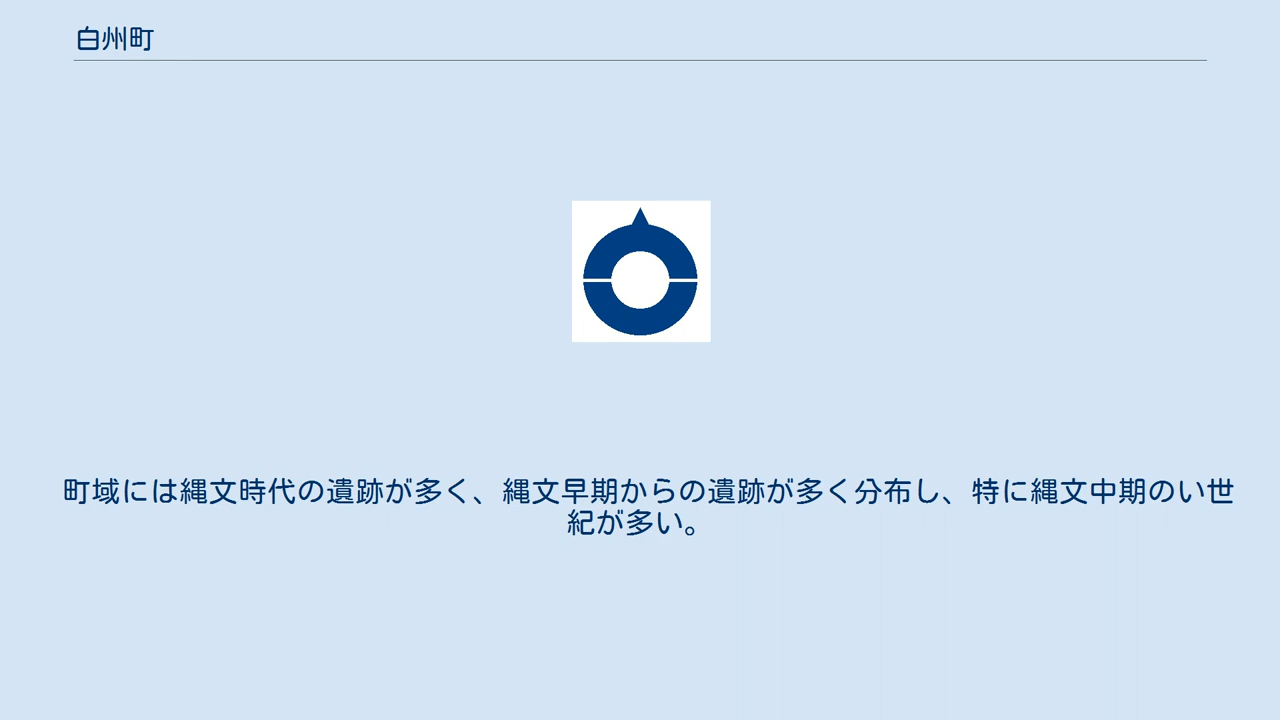 白州町
町域には縄文時代の遺跡が多く、縄文早期からの遺跡が多く分布し、特に縄文中期のい世
紀が多い。